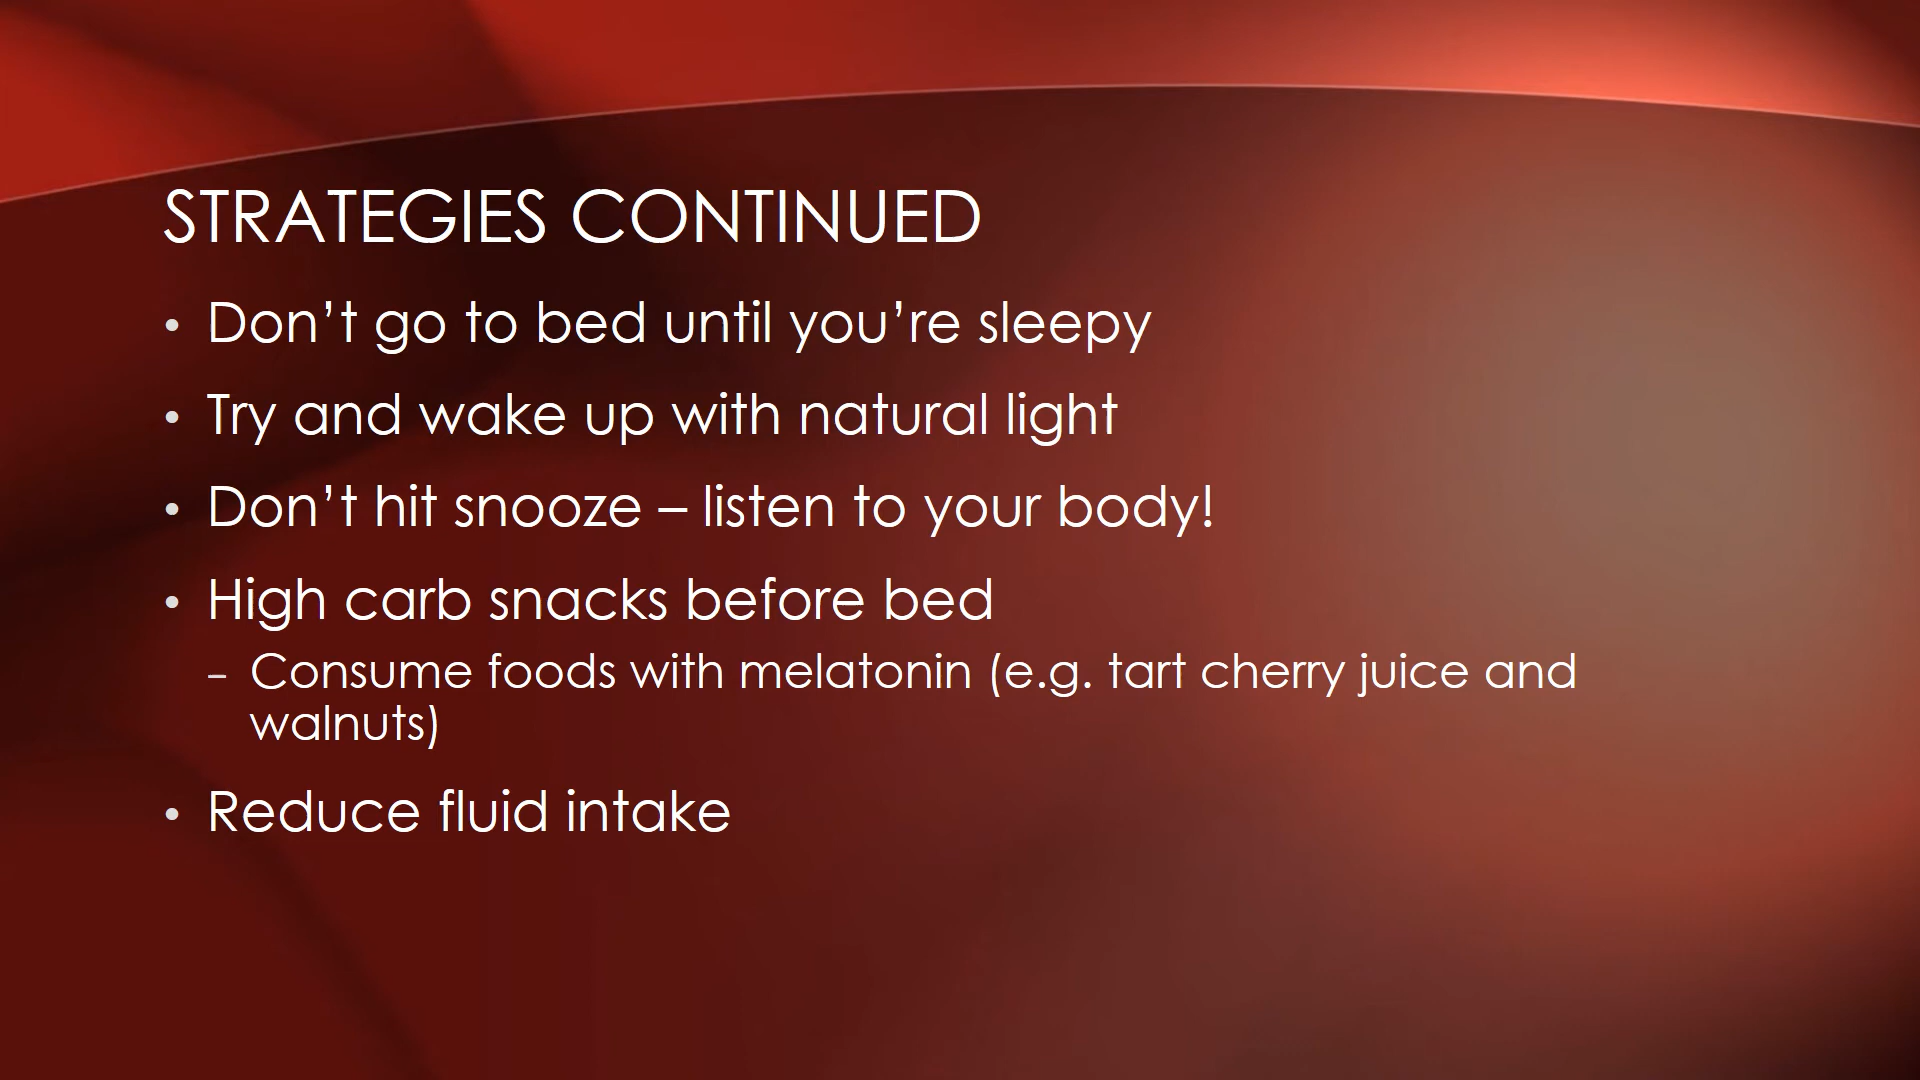 STRATEGIES CONTINUED
• Don’t go to bed until you’re sleepy
• Try and wake up with natural light
• Don’t hit snooze – listen to your body!
• High carb snacks before bed
– Consume foods with melatonin (e.g. tart cherry juice and
walnuts)
• Reduce fluid intake